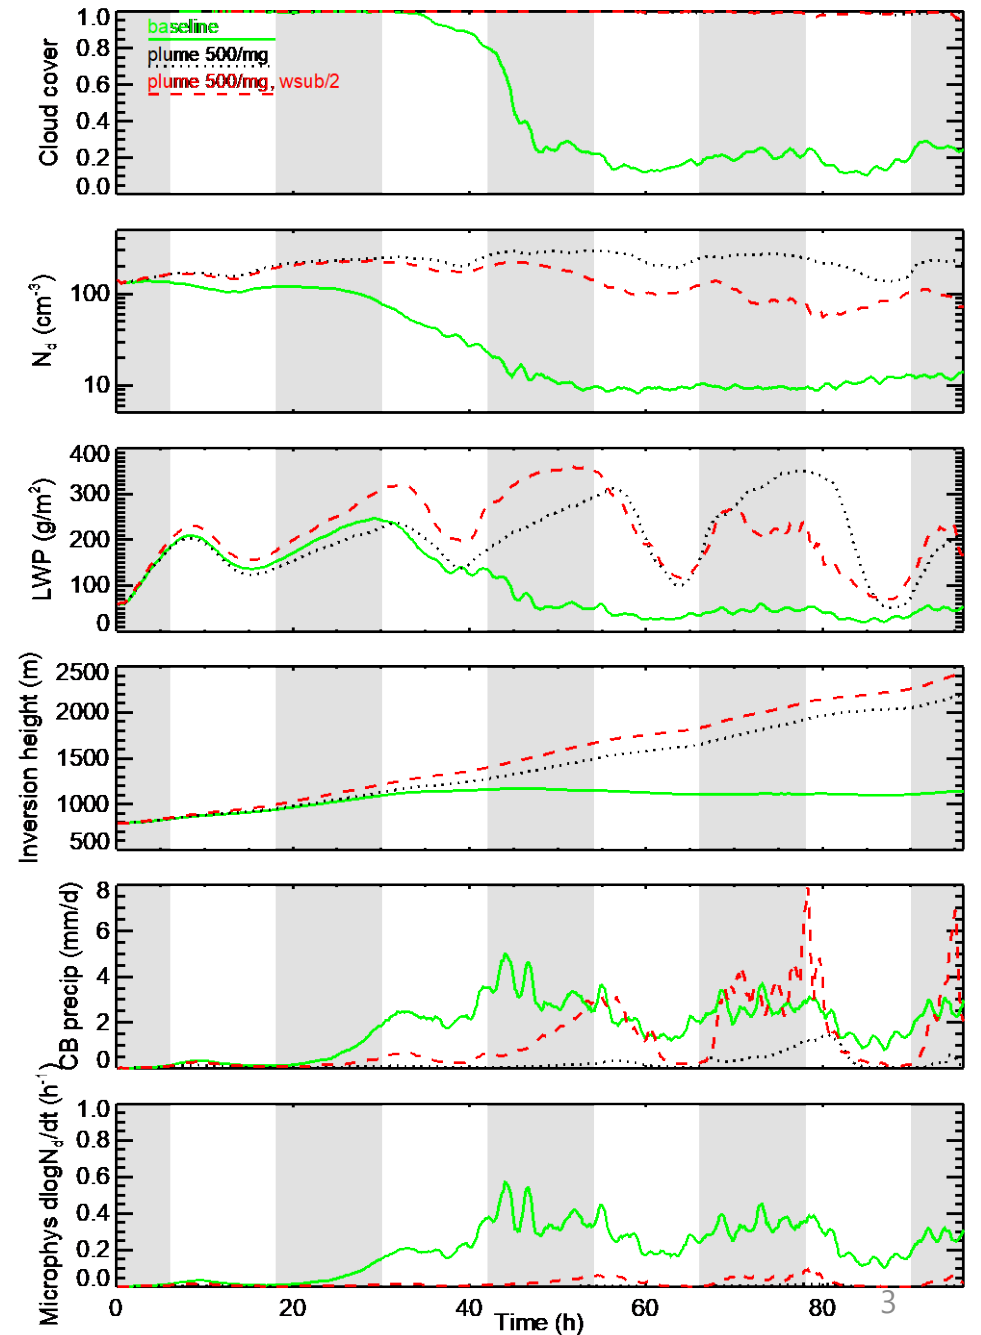 Cloud cover
1.0
0.8
0.6
0.4
0.2
0.0
baseline
plume 500/mg
plume 500/mg, wsub/2
N_d (cm⁻³)
100
10
LWP (g/m²)
400
300
200
100
0
Inversion height (m)
2500
2000
1500
1000
500
CB precip (mm/d)
8
6
4
2
0
Microphys dlogN_d/dt (h⁻¹)
1.0
0.8
0.6
0.4
0.2
0.0
0 20 40 60 80
Time (h)
3